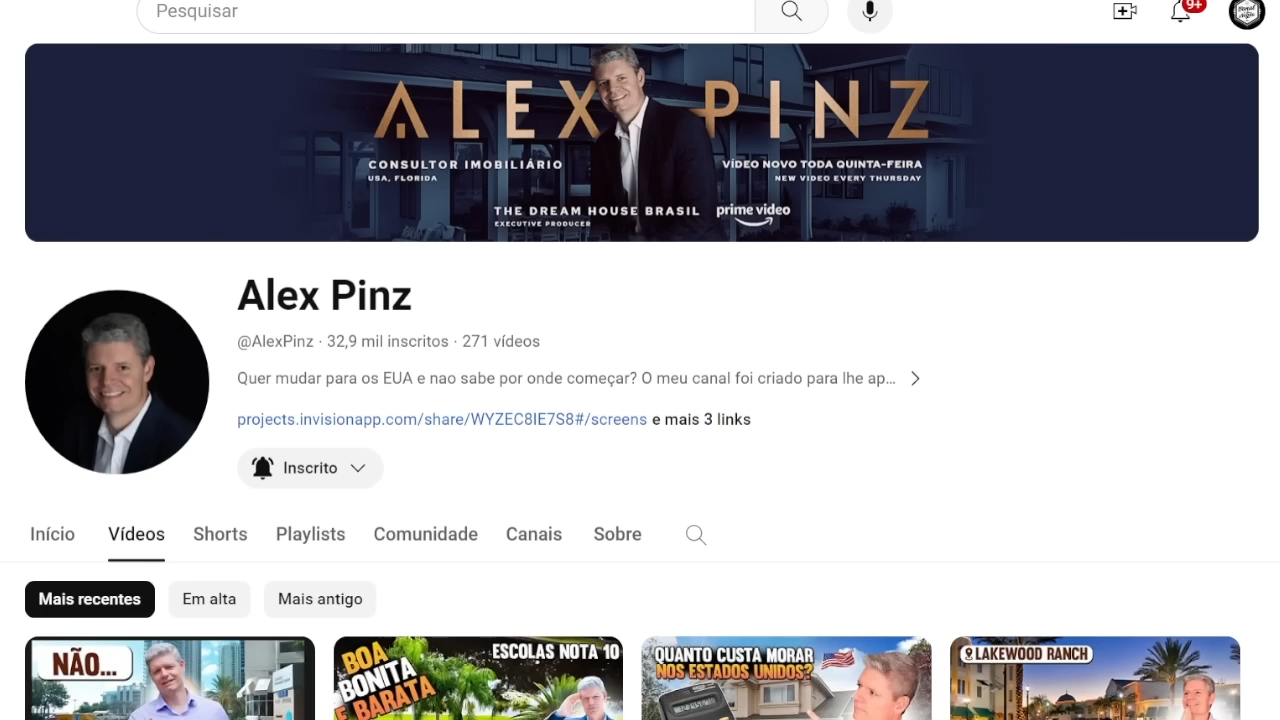 Pesquisar
9+
ALEX PINZ
CONSULTOR IMOBILIÁRIO
USA, FLORIDA
VÍDEO NOVO TODA QUINTA-FEIRA
NEW VIDEO EVERY THURSDAY
THE DREAM HOUSE BRASIL
EXECUTIVE PRODUCER
prime video
Alex Pinz
@AlexPinz · 32,9 mil inscritos · 271 vídeos
Quer mudar para os EUA e nao sabe por onde começar? O meu canal foi criado para lhe ap...
projects.invisionapp.com/share/WYZEC8IE7S8#/screens e mais 3 links
Inscrito
Início Vídeos Shorts Playlists Comunidade Canais Sobre
Mais recentes Em alta Mais antigo
NÃO...
BOA
BONITA
E BARATA
ESCOLAS NOTA 10
QUANTO CUSTA MORAR
NOS ESTADOS UNIDOS?
LAKEWOOD RANCH